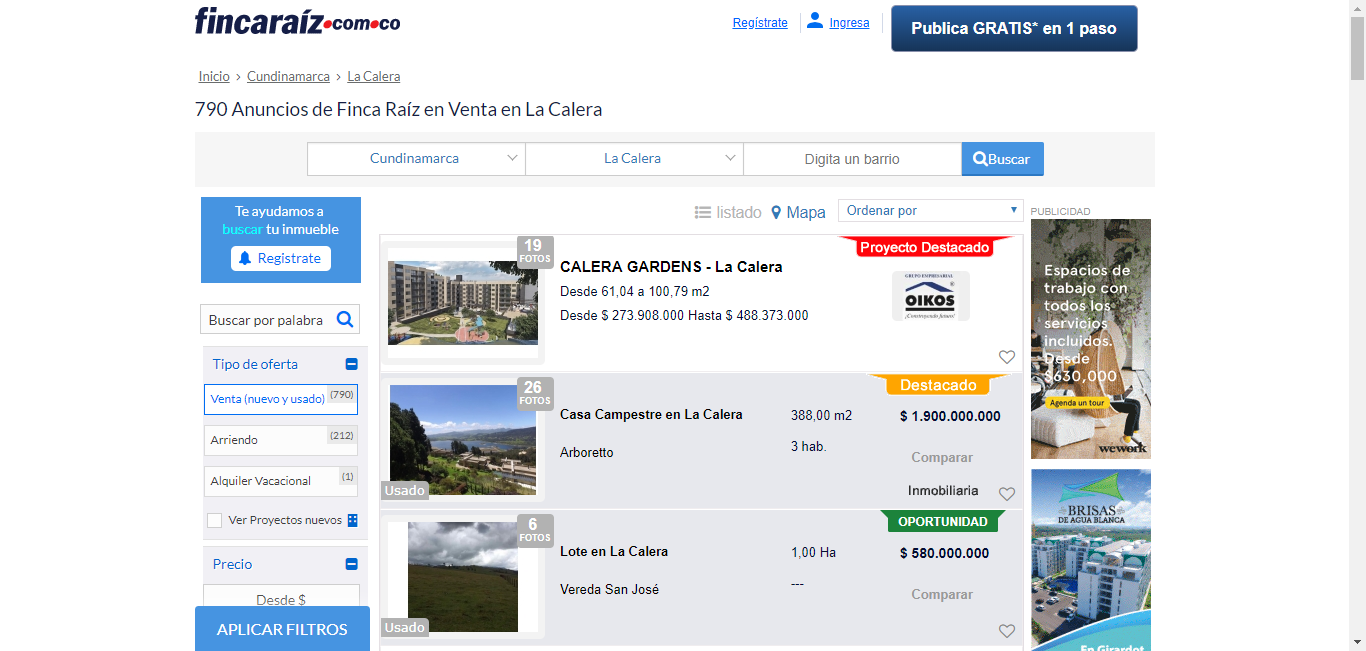 fincaraíz.com.co
Regístrate
Ingresa
Publica GRATIS* en 1 paso
Inicio › Cundinamarca › La Calera
790 Anuncios de Finca Raíz en Venta en La Calera
Cundinamarca
La Calera
Digita un barrio
Buscar
Te ayudamos a
buscar tu inmueble
Registrate
Buscar por palabra
Tipo de oferta
Venta (nuevo y usado) (790)
Arriendo (212)
Alquiler Vacacional (1)
Ver Proyectos nuevos
Precio
Desde $
APLICAR FILTROS
listado
Mapa
Ordenar por
19
FOTOS
CALERA GARDENS - La Calera
Desde 61,04 a 100,79 m2
Desde $ 273.908.000 Hasta $ 488.373.000
Proyecto Destacado
GRUPO EMPRESARIAL
OIKOS
¡Construyendo futuro!
26
FOTOS
Usado
Casa Campestre en La Calera
Arboretto
388,00 m2
3 hab.
Destacado
$ 1.900.000.000
Comparar
Inmobiliaria
6
FOTOS
Usado
Lote en La Calera
Vereda San José
1,00 Ha
---
OPORTUNIDAD
$ 580.000.000
Comparar
PUBLICIDAD
Espacios de
trabajo con
todos los
servicios
incluidos.
Desde
$630,000
Agenda un tour
wework
BRISAS
DE AGUA BLANCA
En Girardot